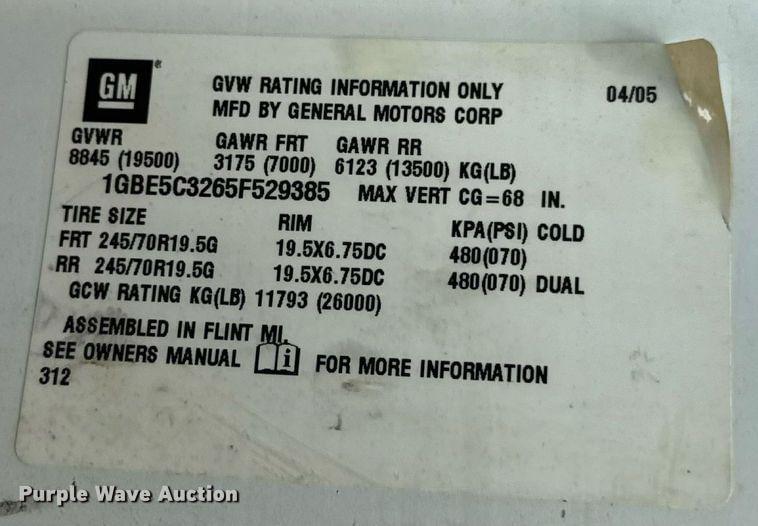 GM ®
GVW RATING INFORMATION ONLY 04/05
MFD BY GENERAL MOTORS CORP
GVWR GAWR FRT GAWR RR
8845 (19500) 3175 (7000) 6123 (13500) KG(LB)
1GBE5C3265F529385 MAX VERT CG=68 IN.
TIRE SIZE RIM KPA(PSI) COLD
FRT 245/70R19.5G 19.5X6.75DC 480(070)
RR 245/70R19.5G 19.5X6.75DC 480(070) DUAL
GCW RATING KG(LB) 11793 (26000)
ASSEMBLED IN FLINT MI.
SEE OWNERS MANUAL i FOR MORE INFORMATION
312
Purple Wave Auction